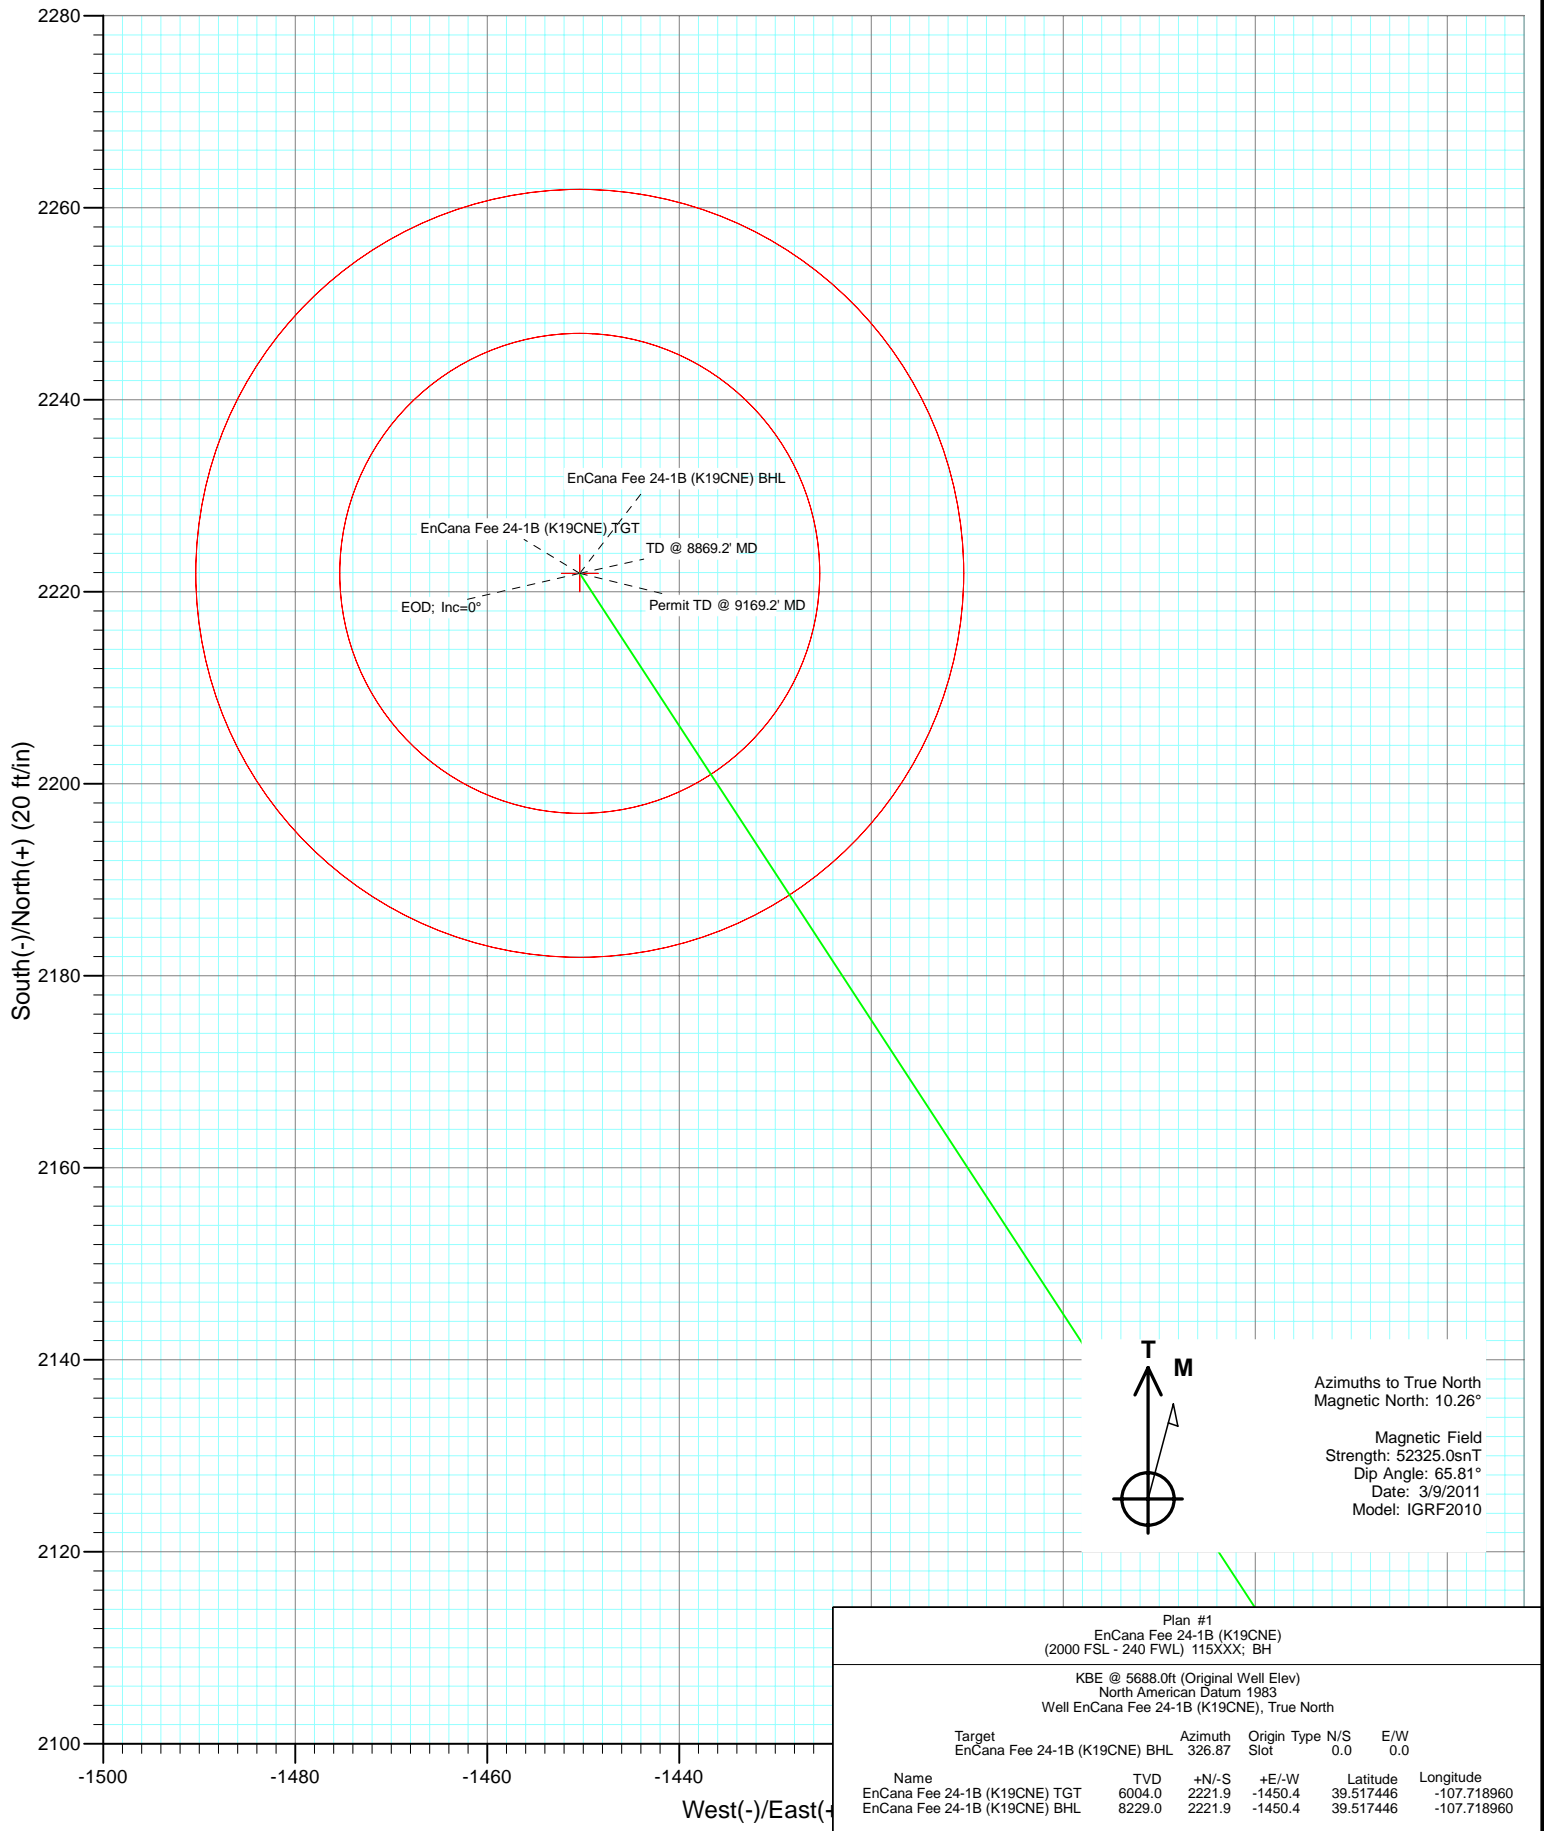 2280
2260
2240
2220
2200
2180
2160
2140
2120
2100
South(-)/North(+) (20 ft/in)
EnCana Fee 24-1B (K19CNE) BHL
EnCana Fee 24-1B (K19CNE) TGT
TD @ 8869.2' MD
EOD; Inc=0°
Permit TD @ 9169.2' MD
T
M
Azimuths to True North
Magnetic North: 10.26°
Magnetic Field
Strength: 52325.0snT
Dip Angle: 65.81°
Date: 3/9/2011
Model: IGRF2010
-1500 -1480 -1460 -1440
West(-)/East(+
Plan #1
EnCana Fee 24-1B (K19CNE)
(2000 FSL - 240 FWL) 115XXX; BH
KBE @ 5688.0ft (Original Well Elev)
North American Datum 1983
Well EnCana Fee 24-1B (K19CNE), True North
Target Azimuth Origin Type N/S E/W
EnCana Fee 24-1B (K19CNE) BHL 326.87 Slot 0.0 0.0
Name TVD +N/-S +E/-W Latitude Longitude
EnCana Fee 24-1B (K19CNE) TGT 6004.0 2221.9 -1450.4 39.517446 -107.718960
EnCana Fee 24-1B (K19CNE) BHL 8229.0 2221.9 -1450.4 39.517446 -107.718960